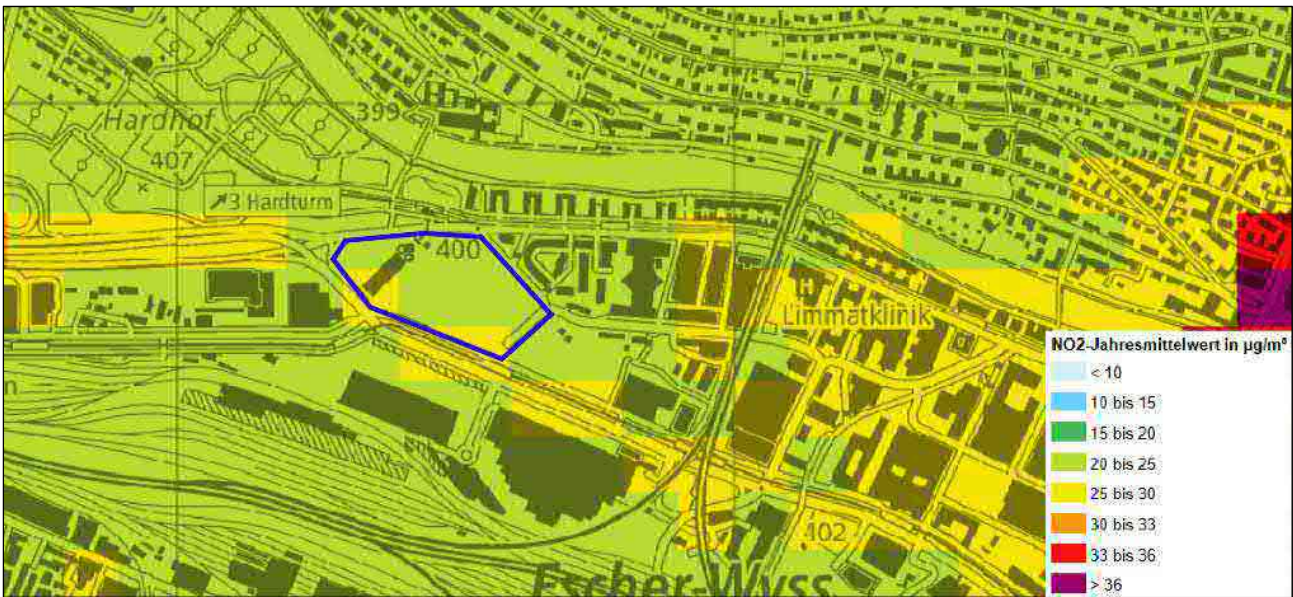 Hardhof
399
407
3 Hardturm
400
H
Limmatklinik
402
Escher-Wyss
n
NO2-Jahresmittelwert in µg/m³
< 10
10 bis 15
15 bis 20
20 bis 25
25 bis 30
30 bis 33
33 bis 36
> 36